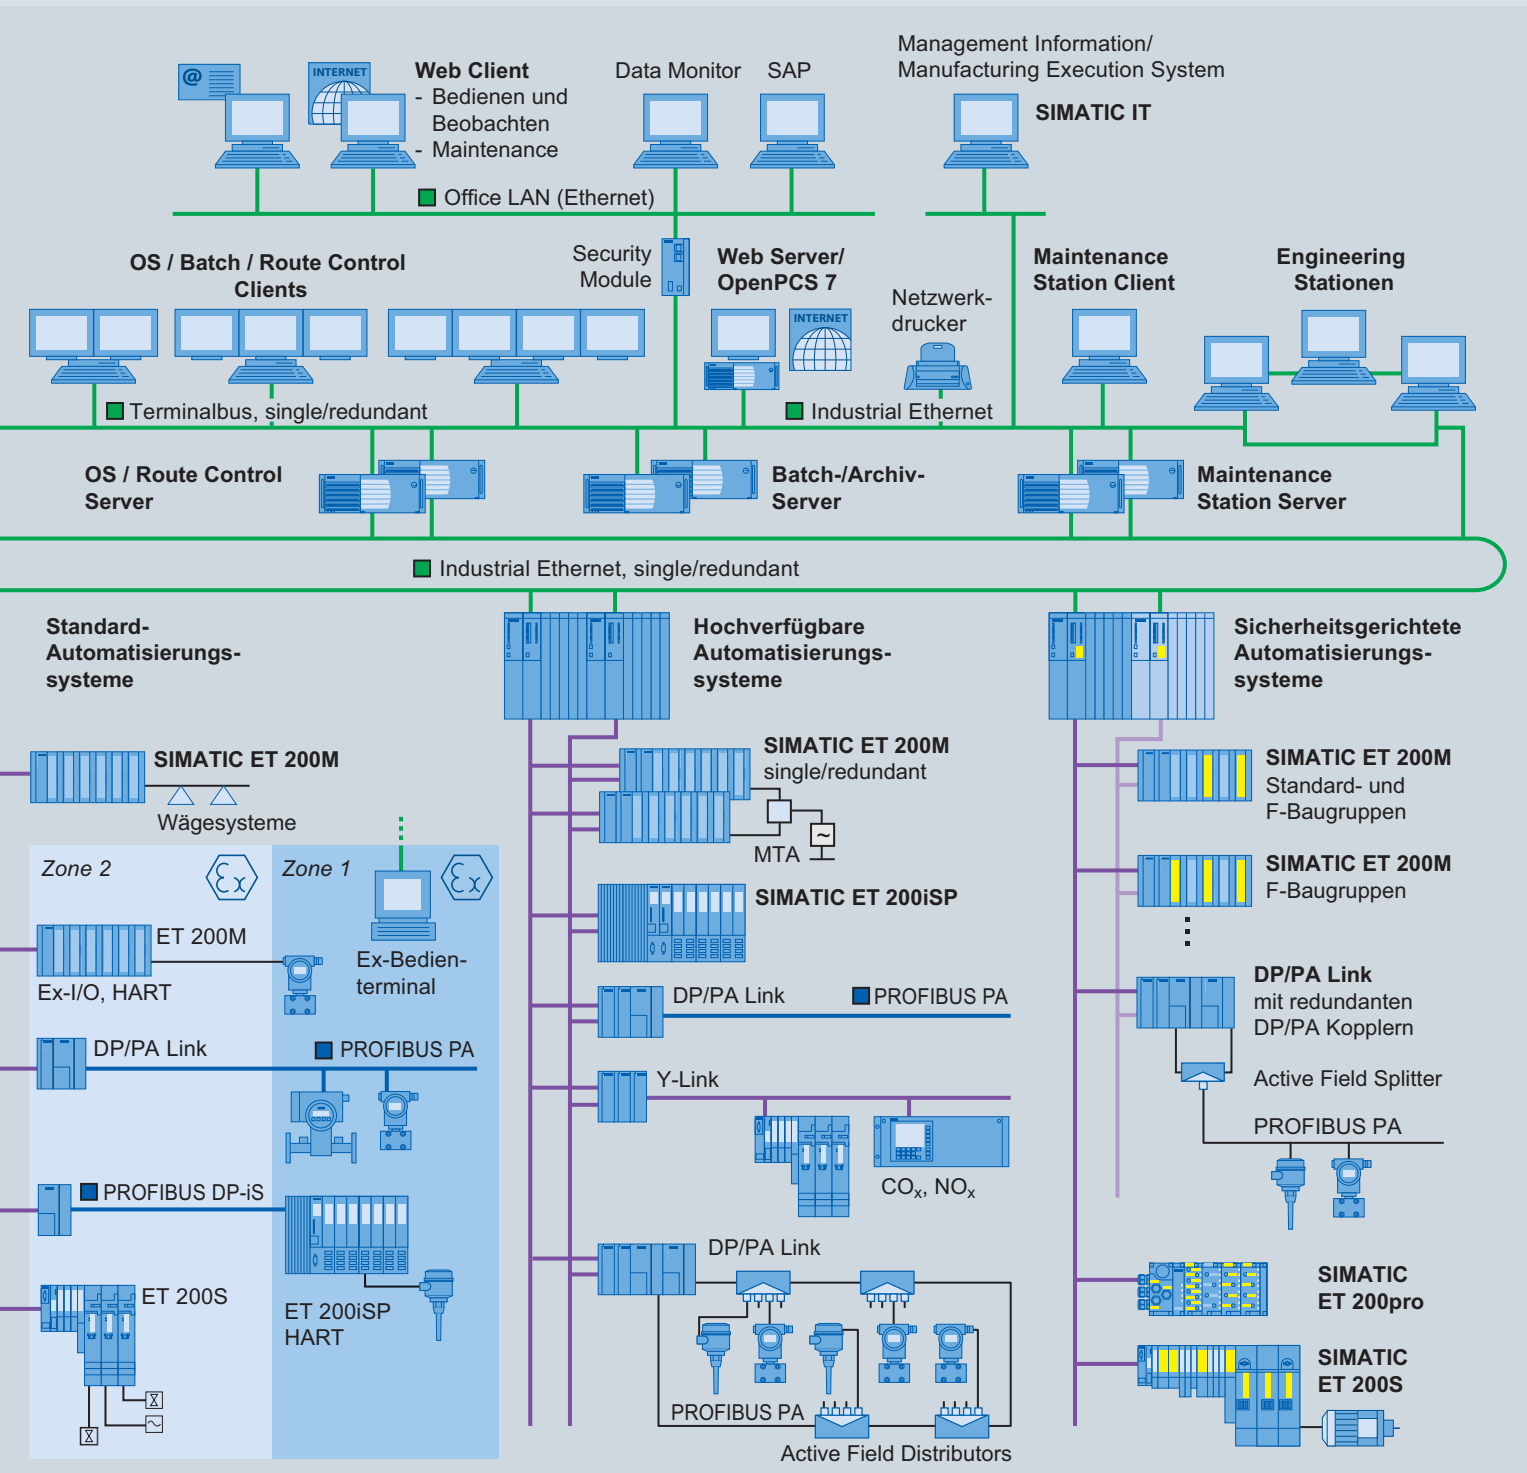 Management Information/
Manufacturing Execution System
SIMATIC IT
@
INTERNET
Web Client
- Bedienen und
Beobachten
- Maintenance
Data Monitor
SAP
Office LAN (Ethernet)
OS / Batch / Route Control
Clients
Security
Module
Web Server/
OpenPCS 7
INTERNET
Netzwerk-
drucker
Maintenance
Station Client
Engineering
Stationen
Terminalbus, single/redundant
Industrial Ethernet
OS / Route Control
Server
Batch-/Archiv-
Server
Maintenance
Station Server
Industrial Ethernet, single/redundant
Standard-
Automatisierungs-
systeme
Hochverfügbare
Automatisierungs-
systeme
Sicherheitsgerichtete
Automatisierungs-
systeme
SIMATIC ET 200M
Wägesysteme
Zone 2
Ex
Zone 1
Ex
ET 200M
Ex-I/O, HART
Ex-Bedien-
terminal
DP/PA Link
PROFIBUS PA
PROFIBUS DP-iS
ET 200S
ET 200iSP
HART
SIMATIC ET 200M
single/redundant
MTA
SIMATIC ET 200iSP
DP/PA Link
PROFIBUS PA
Y-Link
COx, NOx
DP/PA Link
PROFIBUS PA
Active Field Distributors
SIMATIC ET 200M
Standard- und
F-Baugruppen
SIMATIC ET 200M
F-Baugruppen
DP/PA Link
mit redundanten
DP/PA Kopplern
Active Field Splitter
PROFIBUS PA
SIMATIC
ET 200pro
SIMATIC
ET 200S